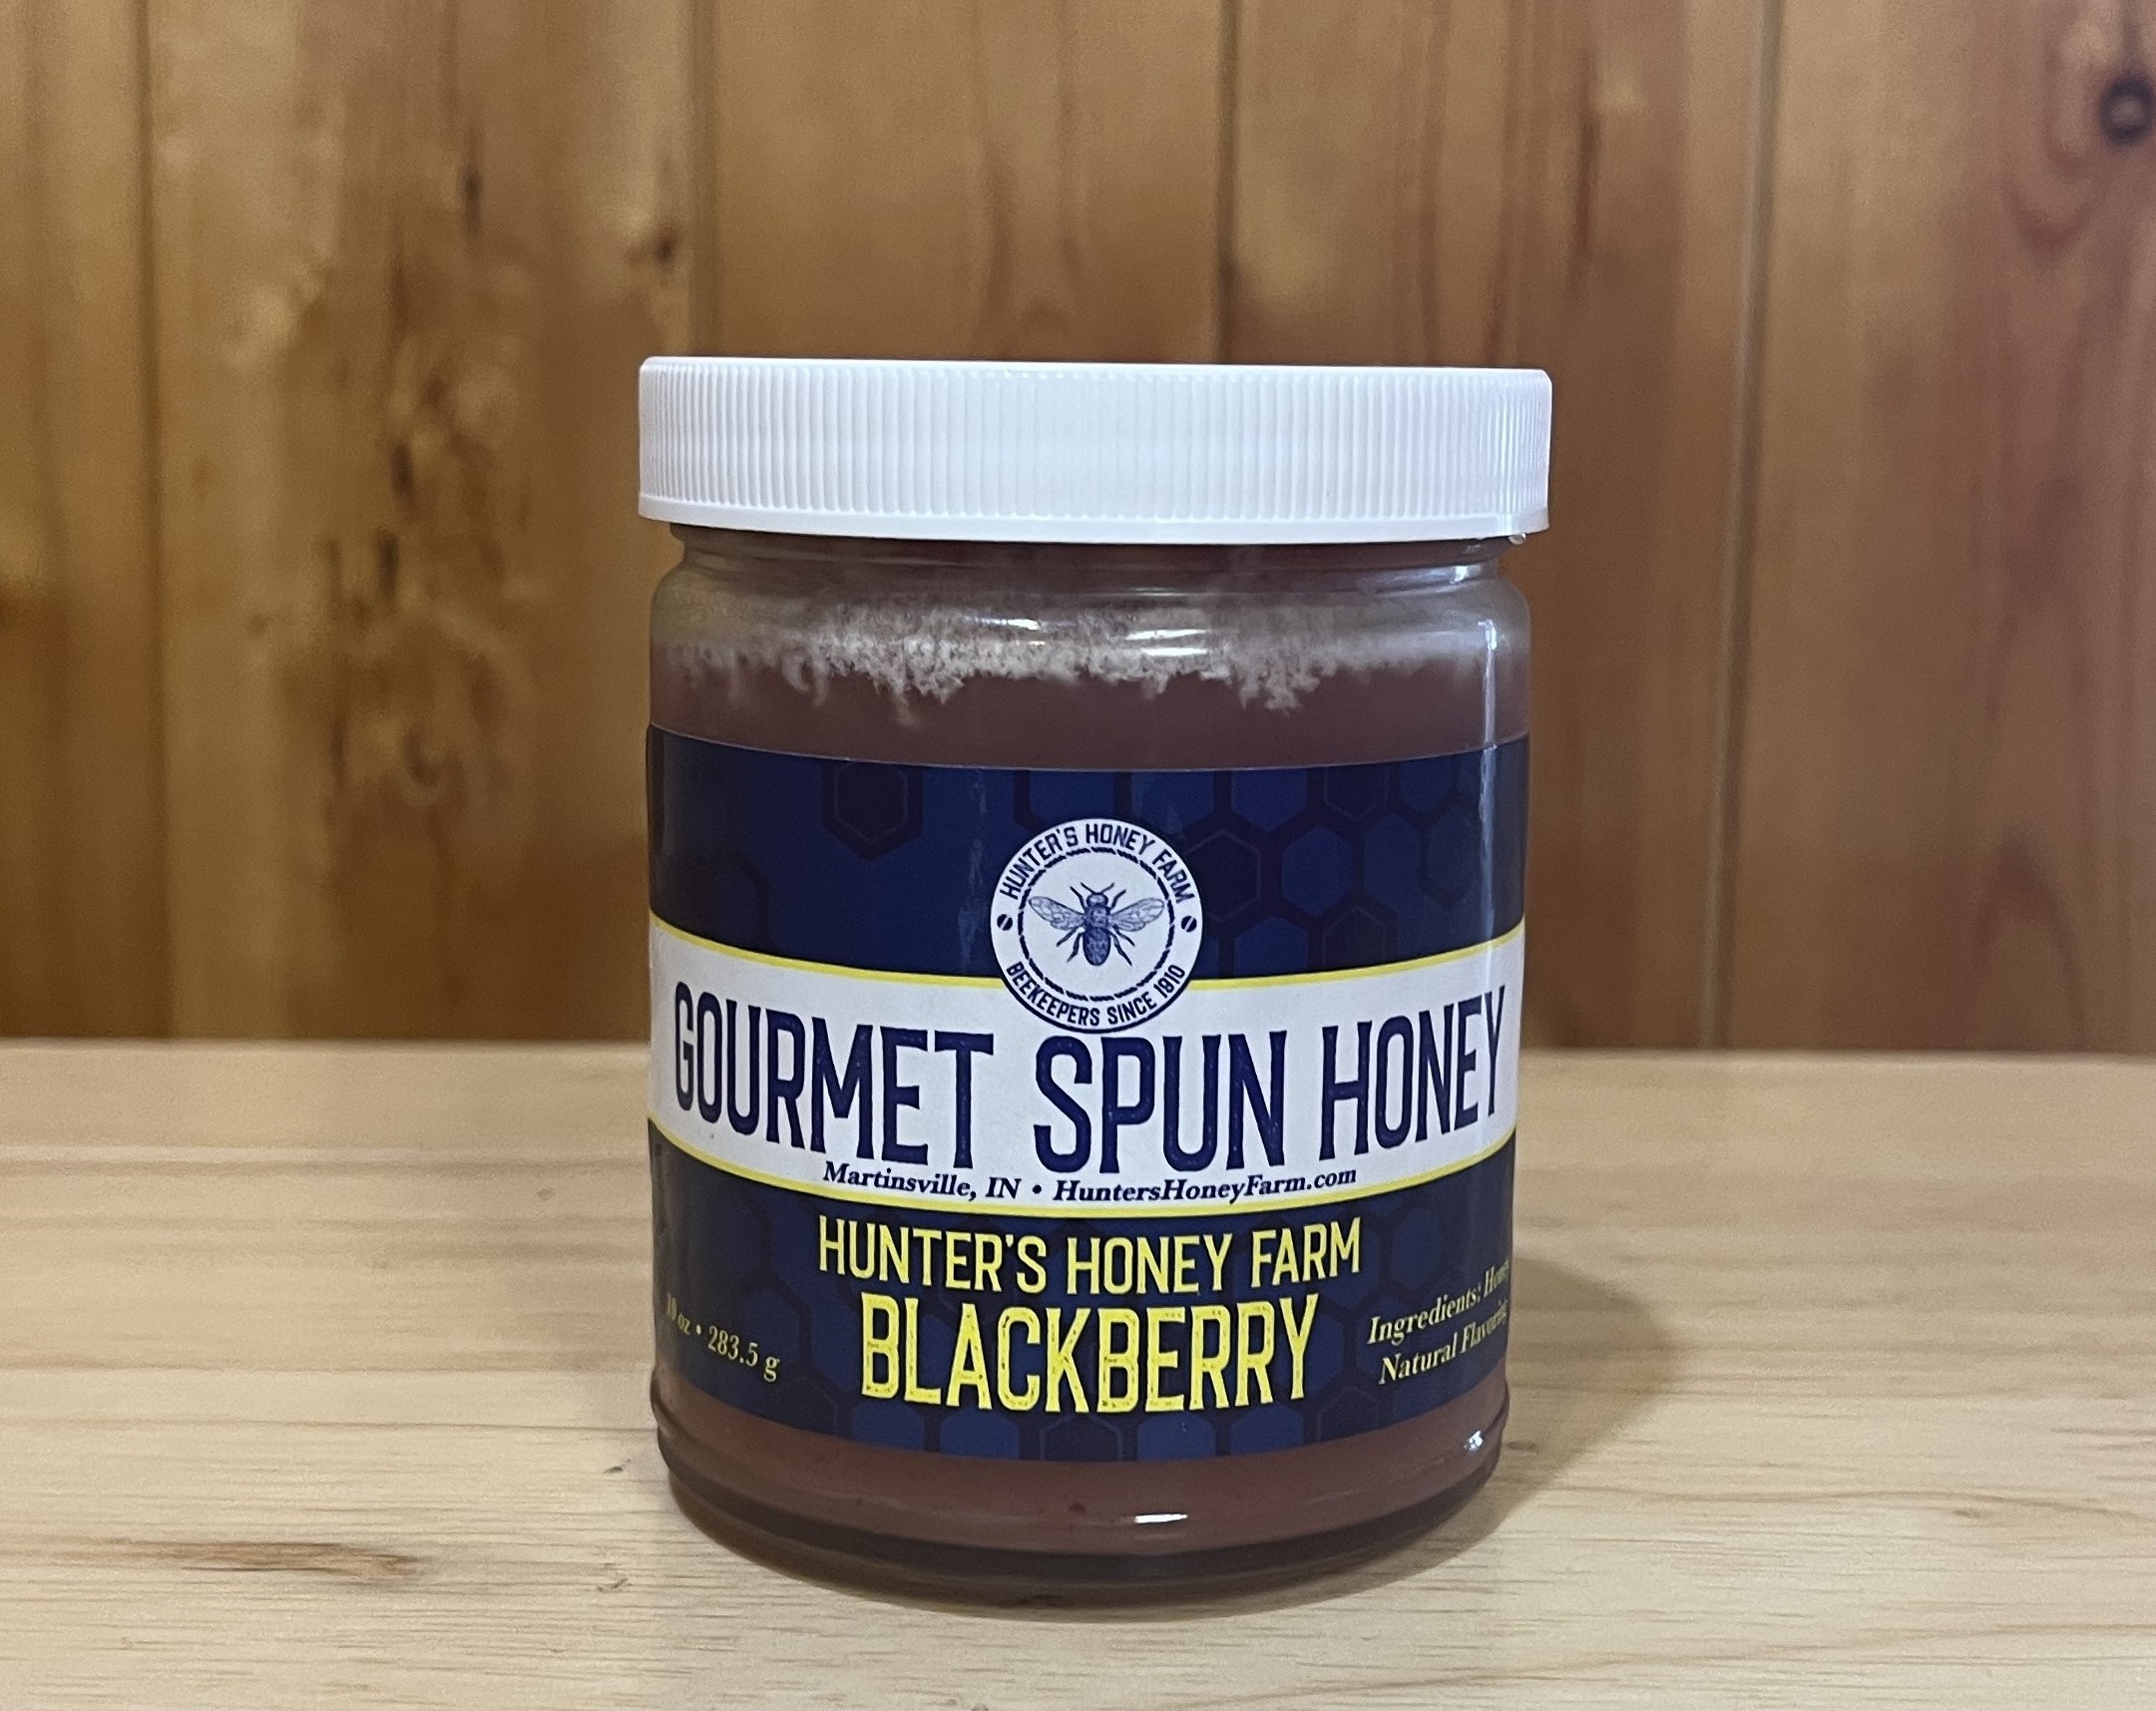 HUNTER'S HONEY FARM
BEEKEEPERS SINCE 1910
GOURMET SPUN HONEY
Martinsville, IN • HuntersHoneyFarm.com
HUNTER'S HONEY FARM
BLACKBERRY
10 oz • 283.5 g
Ingredients:
Natural